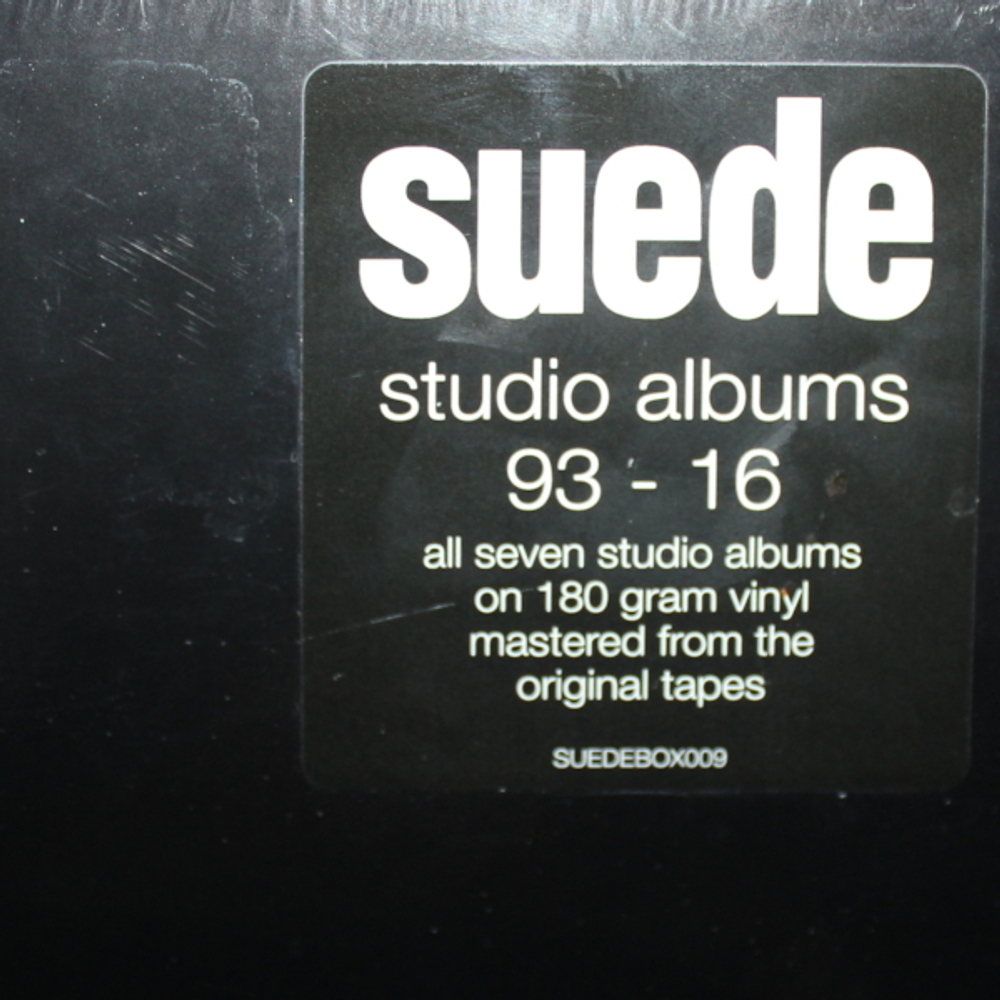 suede
studio albums
93 - 16
all seven studio albums
on 180 gram vinyl
mastered from the
original tapes
SUEDEBOX009